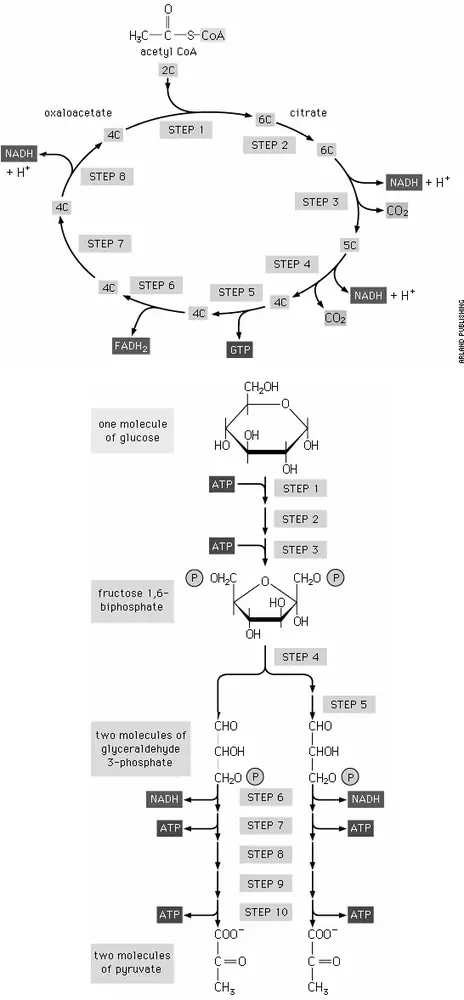 O
H₃C—C—S—CoA
acetyl CoA
2C
oxaloacetate
citrate
4C
STEP 1
6C
STEP 2
6C
NADH
+ H⁺
STEP 8
NADH + H⁺
STEP 3
CO₂
4C
STEP 7
5C
STEP 4
4C
STEP 6
STEP 5
4C
4C
NADH + H⁺
CO₂
FADH₂
GTP
ARLAND PUBLISHING
CH₂OH
O
one molecule
of glucose
HO
OH
OH
OH
ATP
STEP 1
STEP 2
ATP
STEP 3
P
OH₂C
O
CH₂O
P
fructose 1,6-
biphosphate
HO
OH
OH
STEP 4
STEP 5
CHO
CHO
two molecules of
glyceraldehyde
3-phosphate
CHOH
CHOH
CH₂O P
CH₂O P
NADH
STEP 6
NADH
ATP
STEP 7
ATP
STEP 8
STEP 9
ATP
STEP 10
ATP
COO⁻
COO⁻
two molecules
of pyruvate
C=O
C=O
CH₃
CH₃